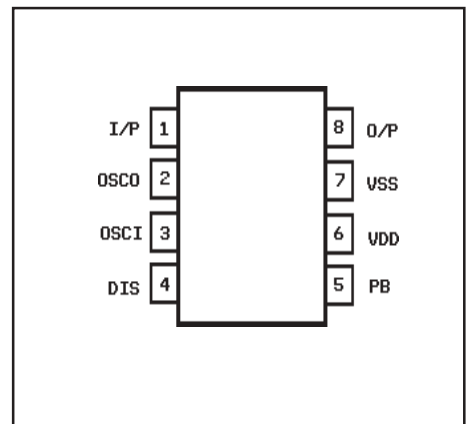 I/P 1 8 O/P
OSCO 2 7 VSS
OSCI 3 6 VDD
DIS 4 5 PB